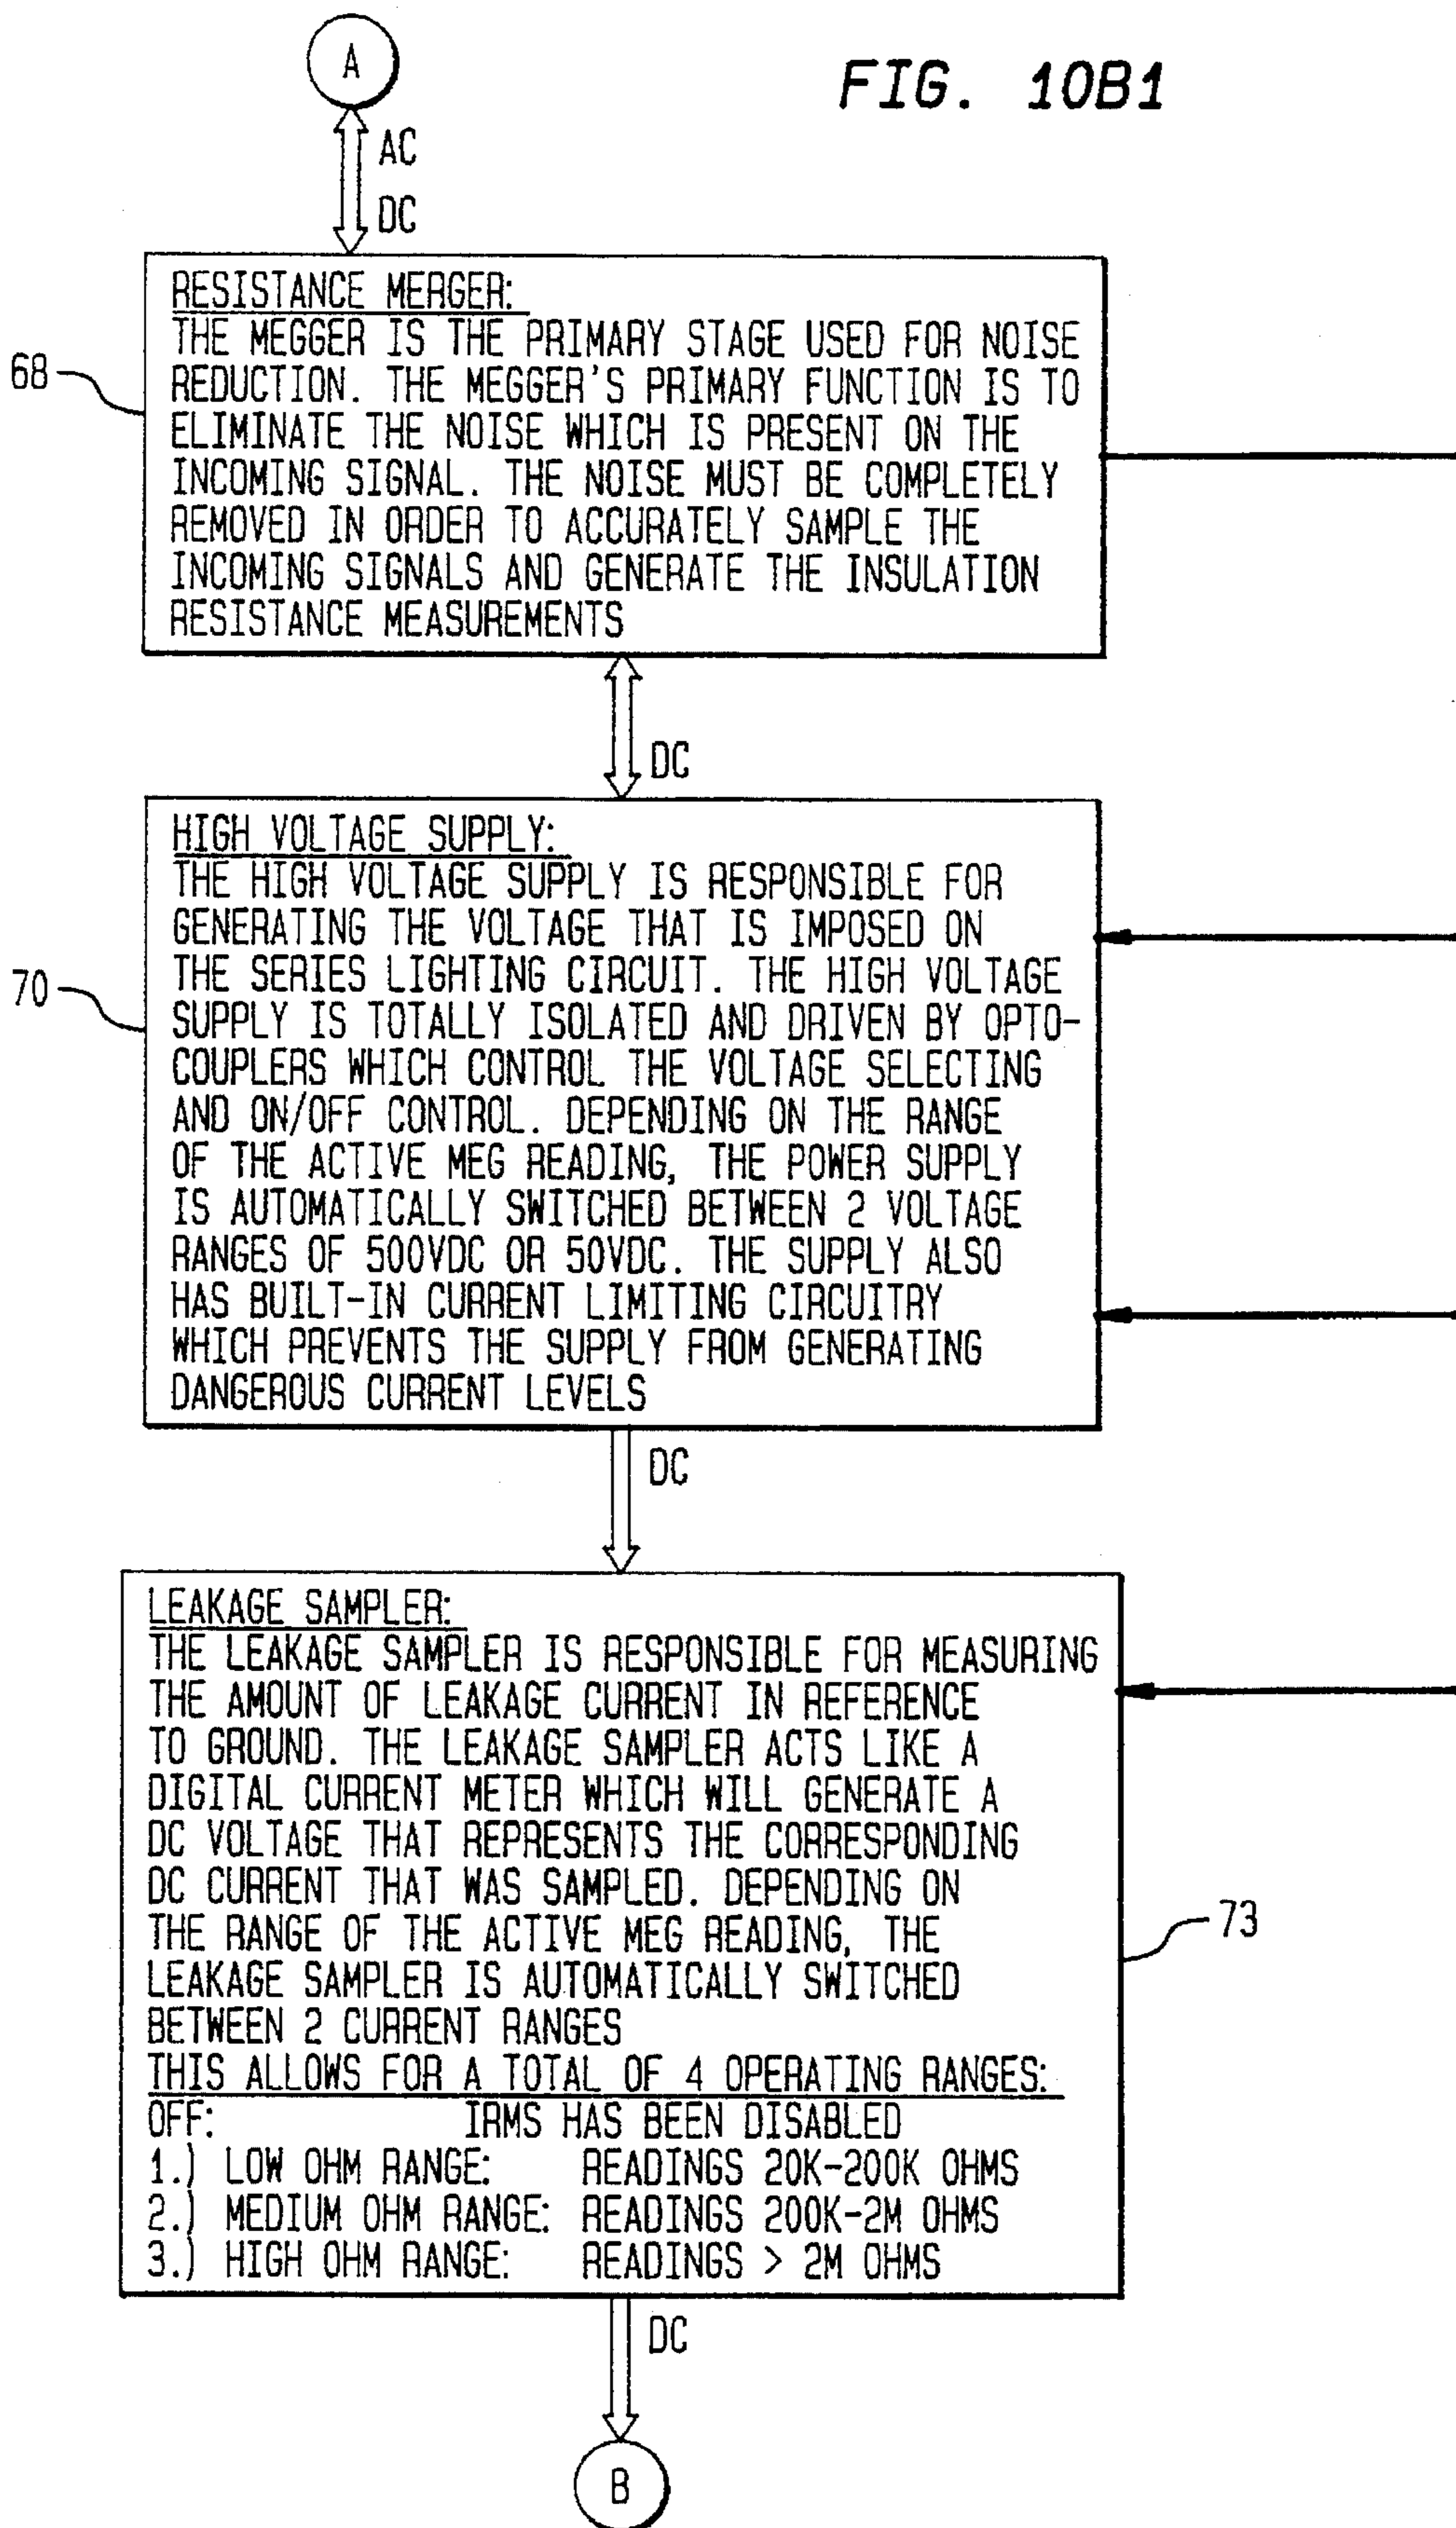 A
FIG. 10B1
AC
DC
RESISTANCE MERGER:
THE MEGGER IS THE PRIMARY STAGE USED FOR NOISE
REDUCTION. THE MEGGER'S PRIMARY FUNCTION IS TO
ELIMINATE THE NOISE WHICH IS PRESENT ON THE
INCOMING SIGNAL. THE NOISE MUST BE COMPLETELY
REMOVED IN ORDER TO ACCURATELY SAMPLE THE
INCOMING SIGNALS AND GENERATE THE INSULATION
RESISTANCE MEASUREMENTS
68
DC
HIGH VOLTAGE SUPPLY:
THE HIGH VOLTAGE SUPPLY IS RESPONSIBLE FOR
GENERATING THE VOLTAGE THAT IS IMPOSED ON
THE SERIES LIGHTING CIRCUIT. THE HIGH VOLTAGE
SUPPLY IS TOTALLY ISOLATED AND DRIVEN BY OPTO-
COUPLERS WHICH CONTROL THE VOLTAGE SELECTING
AND ON/OFF CONTROL. DEPENDING ON THE RANGE
OF THE ACTIVE MEG READING, THE POWER SUPPLY
IS AUTOMATICALLY SWITCHED BETWEEN 2 VOLTAGE
RANGES OF 500VDC OR 50VDC. THE SUPPLY ALSO
HAS BUILT-IN CURRENT LIMITING CIRCUITRY
WHICH PREVENTS THE SUPPLY FROM GENERATING
DANGEROUS CURRENT LEVELS
70
DC
LEAKAGE SAMPLER:
THE LEAKAGE SAMPLER IS RESPONSIBLE FOR MEASURING
THE AMOUNT OF LEAKAGE CURRENT IN REFERENCE
TO GROUND. THE LEAKAGE SAMPLER ACTS LIKE A
DIGITAL CURRENT METER WHICH WILL GENERATE A
DC VOLTAGE THAT REPRESENTS THE CORRESPONDING
DC CURRENT THAT WAS SAMPLED. DEPENDING ON
THE RANGE OF THE ACTIVE MEG READING, THE
LEAKAGE SAMPLER IS AUTOMATICALLY SWITCHED
BETWEEN 2 CURRENT RANGES
THIS ALLOWS FOR A TOTAL OF 4 OPERATING RANGES:
OFF: IRMS HAS BEEN DISABLED
1.) LOW OHM RANGE: READINGS 20K-200K OHMS
2.) MEDIUM OHM RANGE: READINGS 200K-2M OHMS
3.) HIGH OHM RANGE: READINGS > 2M OHMS
73
DC
B